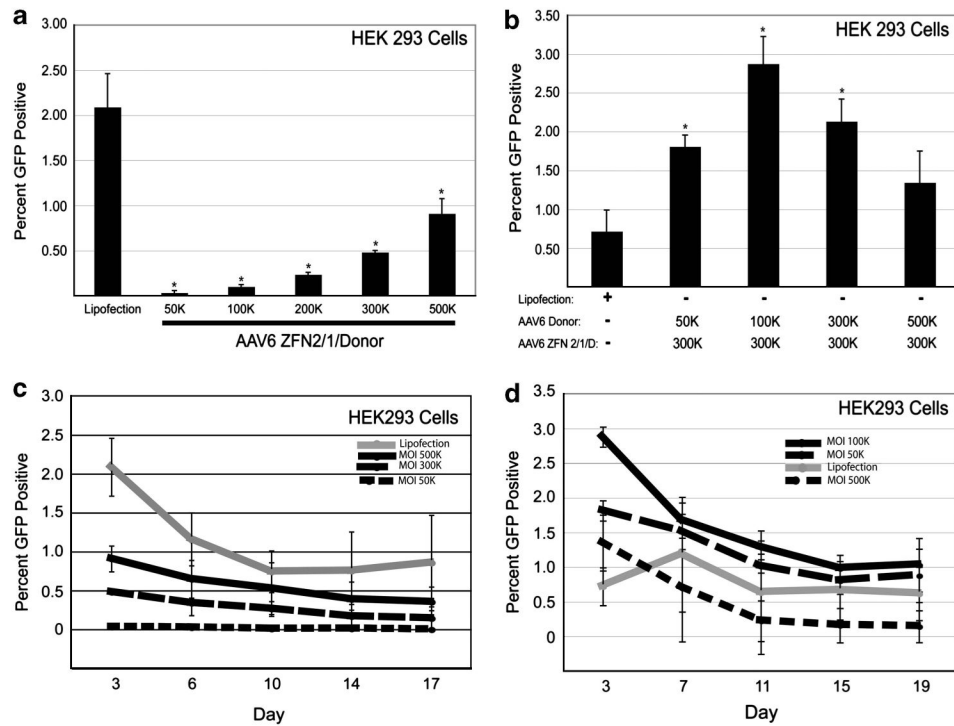 a
HEK 293 Cells
Percent GFP Positive
3.00
2.50
2.00
1.50
1.00
0.50
* * * * *
Lipofection 50K 100K 200K 300K 500K
AAV6 ZFN2/1/Donor
b
HEK 293 Cells
Percent GFP Positive
3.50
3.00
2.50
2.00
1.50
1.00
0.50
* * *
Lipofection: + - - - -
AAV6 Donor: - 50K 100K 300K 500K
AAV6 ZFN 2/1/D: - 300K 300K 300K 300K
c
HEK293 Cells
Percent GFP Positive
3.0
2.5
2.0
1.5
1.0
0.5
0
Lipofection
MOI 500K
MOI 300K
MOI 50K
3 6 10 14 17
Day
d
HEK293 Cells
Percent GFP Positive
3.5
3.0
2.5
2.0
1.5
1.0
0.5
0
MOI 100K
MOI 50K
Lipofection
MOI 500K
3 7 11 15 19
Day